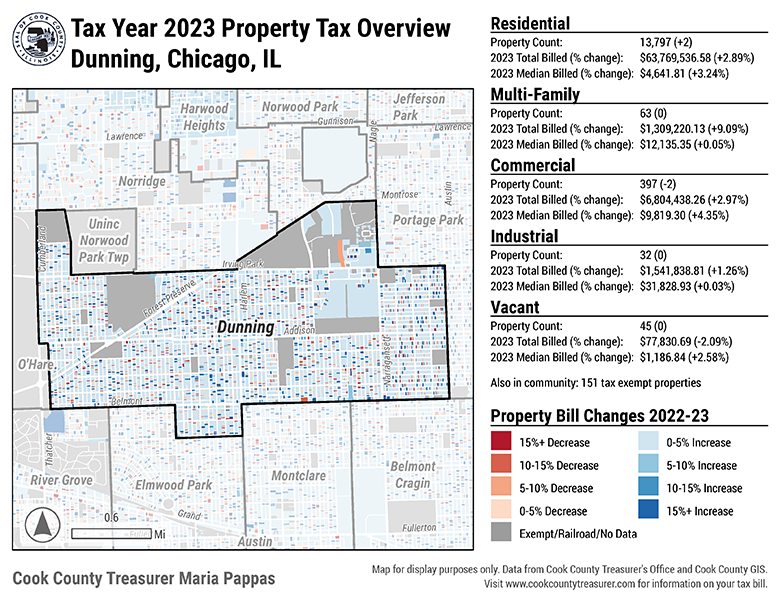 Tax Year 2023 Property Tax Overview
Dunning, Chicago, IL
Residential
Property Count: 13,797 (+2)
2023 Total Billed (% change): $63,769,536.58 (+2.89%)
2023 Median Billed (% change): $4,641.81 (+3.24%)
Multi-Family
Property Count: 63 (0)
2023 Total Billed (% change): $1,309,220.13 (+9.09%)
2023 Median Billed (% change): $12,135.35 (+0.05%)
Commercial
Property Count: 397 (-2)
2023 Total Billed (% change): $6,804,438.26 (+2.97%)
2023 Median Billed (% change): $9,819.30 (+4.35%)
Industrial
Property Count: 32 (0)
2023 Total Billed (% change): $1,541,838.81 (+1.26%)
2023 Median Billed (% change): $31,828.93 (+0.03%)
Vacant
Property Count: 45 (0)
2023 Total Billed (% change): $77,830.69 (-2.09%)
2023 Median Billed (% change): $1,186.84 (+2.58%)
Also in community: 151 tax exempt properties
Property Bill Changes 2022-23
15%+ Decrease
10-15% Decrease
5-10% Decrease
0-5% Decrease
Exempt/Railroad/No Data
0-5% Increase
5-10% Increase
10-15% Increase
15%+ Increase
Harwood
Heights
Norwood Park
Jefferson
Park
Gunnison
Lawrence
Lawrence
Nagle
Norridge
Montrose
Austin
Portage Park
Uninc
Norwood
Park Twp
Cumberland
Irving Park
Forest Preserve
Harlem
Dunning
Addison
Narragansett
O'Hare
Belmont
Thatcher
River Grove
Elmwood Park
Montclare
Belmont
Cragin
Grand
Fullerton
Austin
0.6
Mi
Cook County Treasurer Maria Pappas
Map for display purposes only. Data from Cook County Treasurer's Office and Cook County GIS.
Visit www.cookcountytreasurer.com for information on your tax bill.